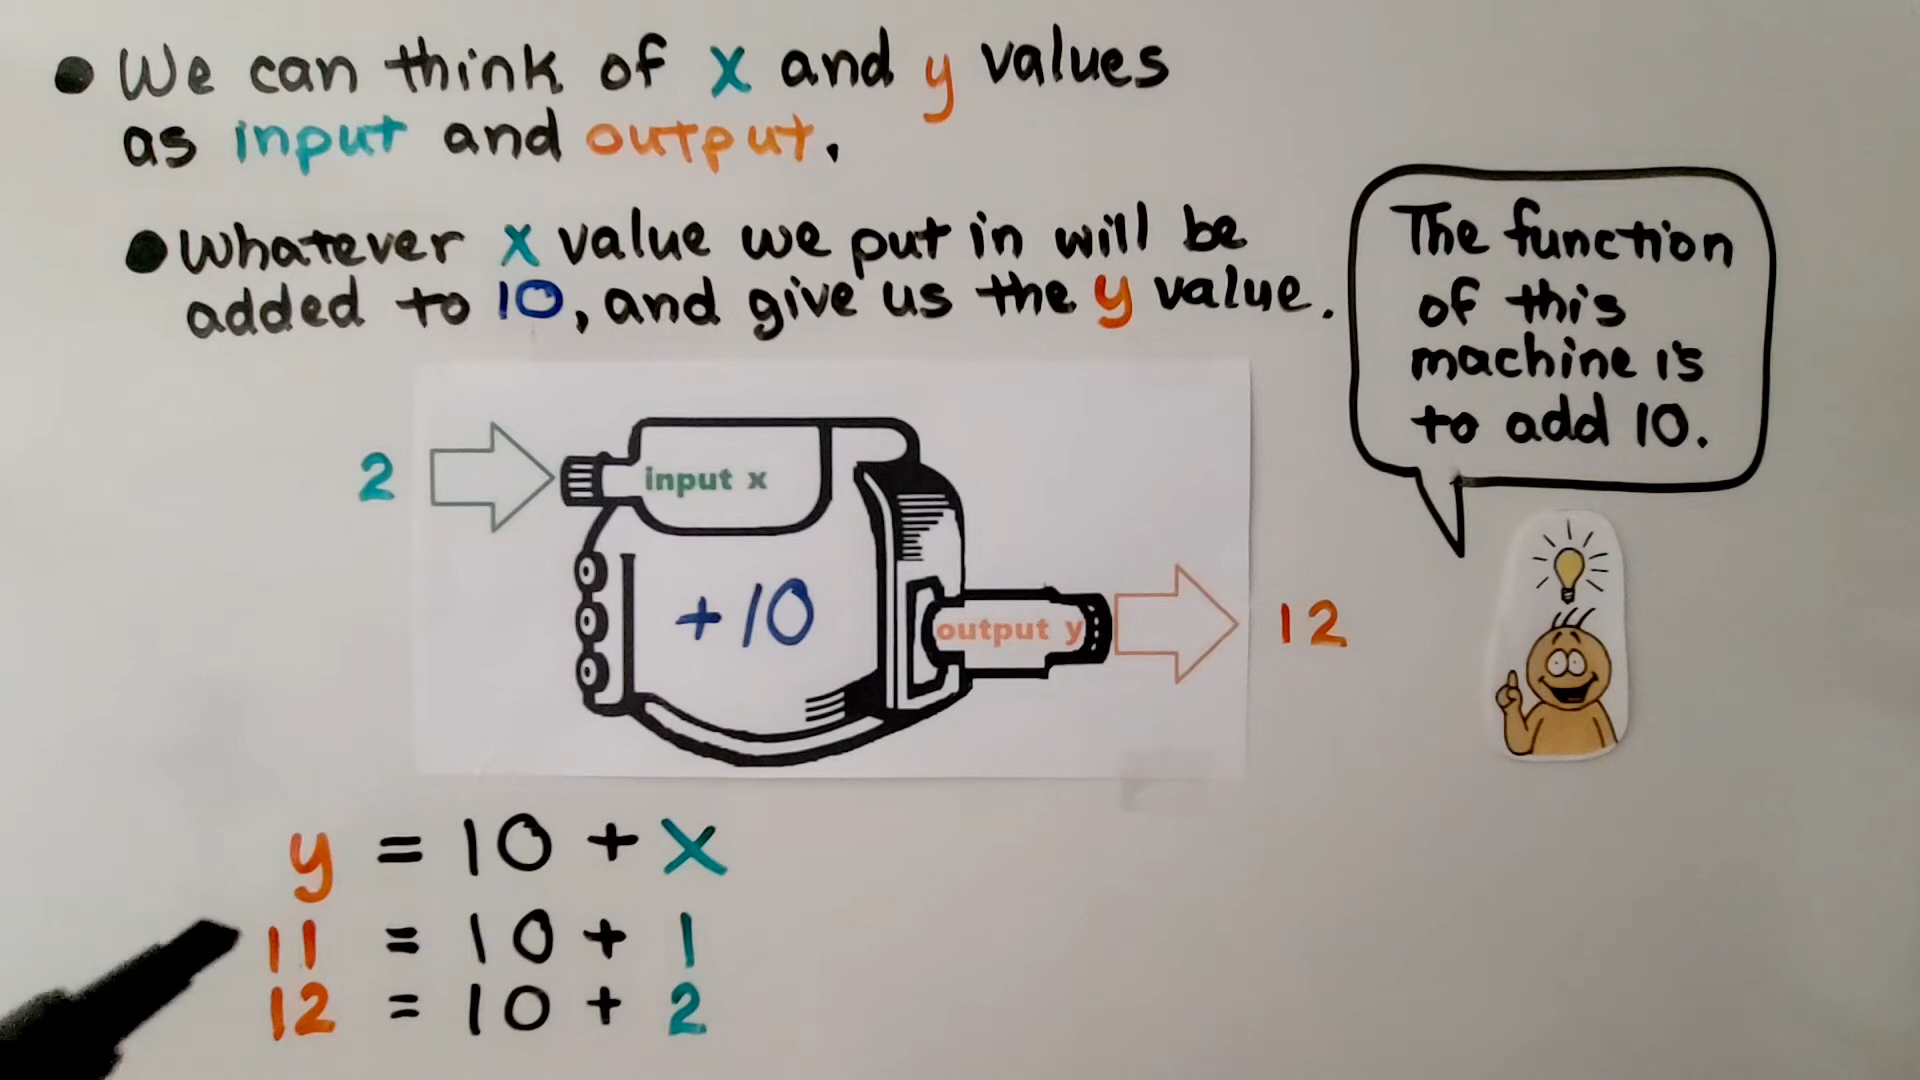 • We can think of x and y values
as input and output.
• Whatever x value we put in will be
added to 10, and give us the y value.
The function
of this
machine is
to add 10.
2
input x
+10
output y
12
y = 10 + x
11 = 10 + 1
12 = 10 + 2